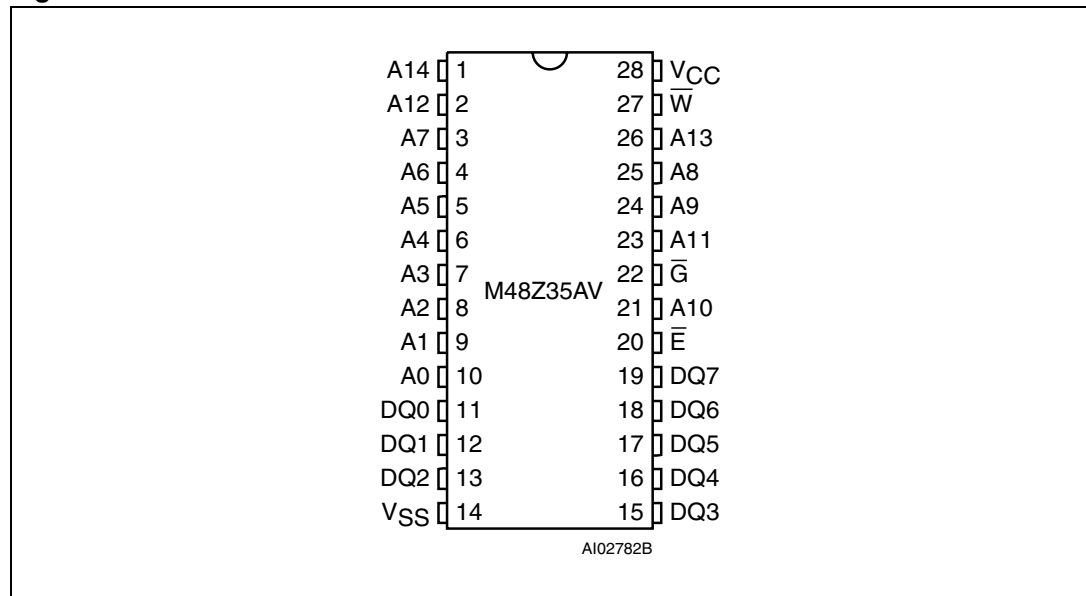 A14 1 28 VCC
A12 2 27 W̅
A7 3 26 A13
A6 4 25 A8
A5 5 24 A9
A4 6 23 A11
A3 7 22 G̅
M48Z35AV
A2 8 21 A10
A1 9 20 E̅
A0 10 19 DQ7
DQ0 11 18 DQ6
DQ1 12 17 DQ5
DQ2 13 16 DQ4
VSS 14 15 DQ3
AI02782B